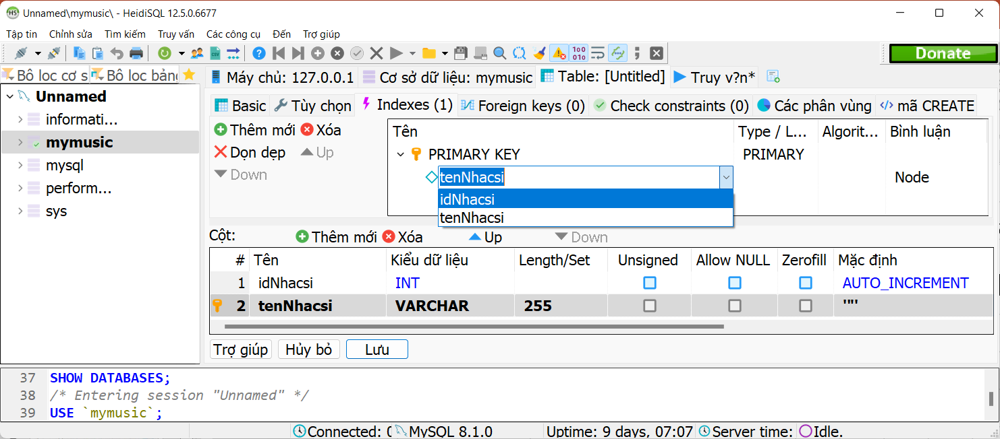 Unnamed\mymusic\ - HeidiSQL 12.5.0.6677
Tập tin Chỉnh sửa Tìm kiếm Truy vấn Các công cụ Đến Trợ giúp
Donate
Bô loc cơ s Bô loc bảng
Máy chủ: 127.0.0.1 Cơ sở dữ liệu: mymusic Table: [Untitled] Truy v?n*
Unnamed
informati...
mymusic
mysql
perform...
sys
Basic Tùy chọn Indexes (1) Foreign keys (0) Check constraints (0) Các phân vùng mã CREATE
Thêm mới Xóa
Dọn dẹp Up
Down
Tên Type / L... Algorit... Bình luận
PRIMARY KEY PRIMARY
tenNhacsi Node
idNhacsi
tenNhacsi
Cột: Thêm mới Xóa Up Down
# Tên Kiểu dữ liệu Length/Set Unsigned Allow NULL Zerofill Mặc định
1 idNhacsi INT AUTO_INCREMENT
2 tenNhacsi VARCHAR 255 '""'
Trợ giúp Hủy bỏ Lưu
37 SHOW DATABASES;
38 /* Entering session "Unnamed" */
39 USE `mymusic`;
Connected: MySQL 8.1.0 Uptime: 9 days, 07:07 Server time: Idle.